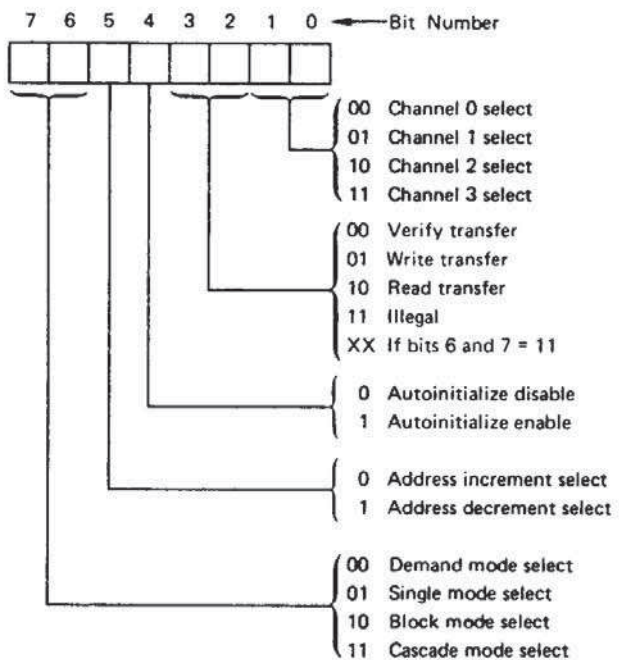 7 6 5 4 3 2 1 0 Bit Number
00 Channel 0 select
01 Channel 1 select
10 Channel 2 select
11 Channel 3 select
00 Verify transfer
01 Write transfer
10 Read transfer
11 Illegal
XX If bits 6 and 7 = 11
0 Autoinitialize disable
1 Autoinitialize enable
0 Address increment select
1 Address decrement select
00 Demand mode select
01 Single mode select
10 Block mode select
11 Cascade mode select